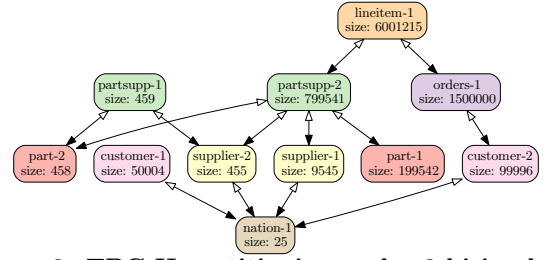 lineitem-1
size: 6001215
partsupp-1
size: 459
partsupp-2
size: 799541
orders-1
size: 1500000
part-2
size: 458
customer-1
size: 50004
supplier-2
size: 455
supplier-1
size: 9545
part-1
size: 199542
customer-2
size: 99996
nation-1
size: 25